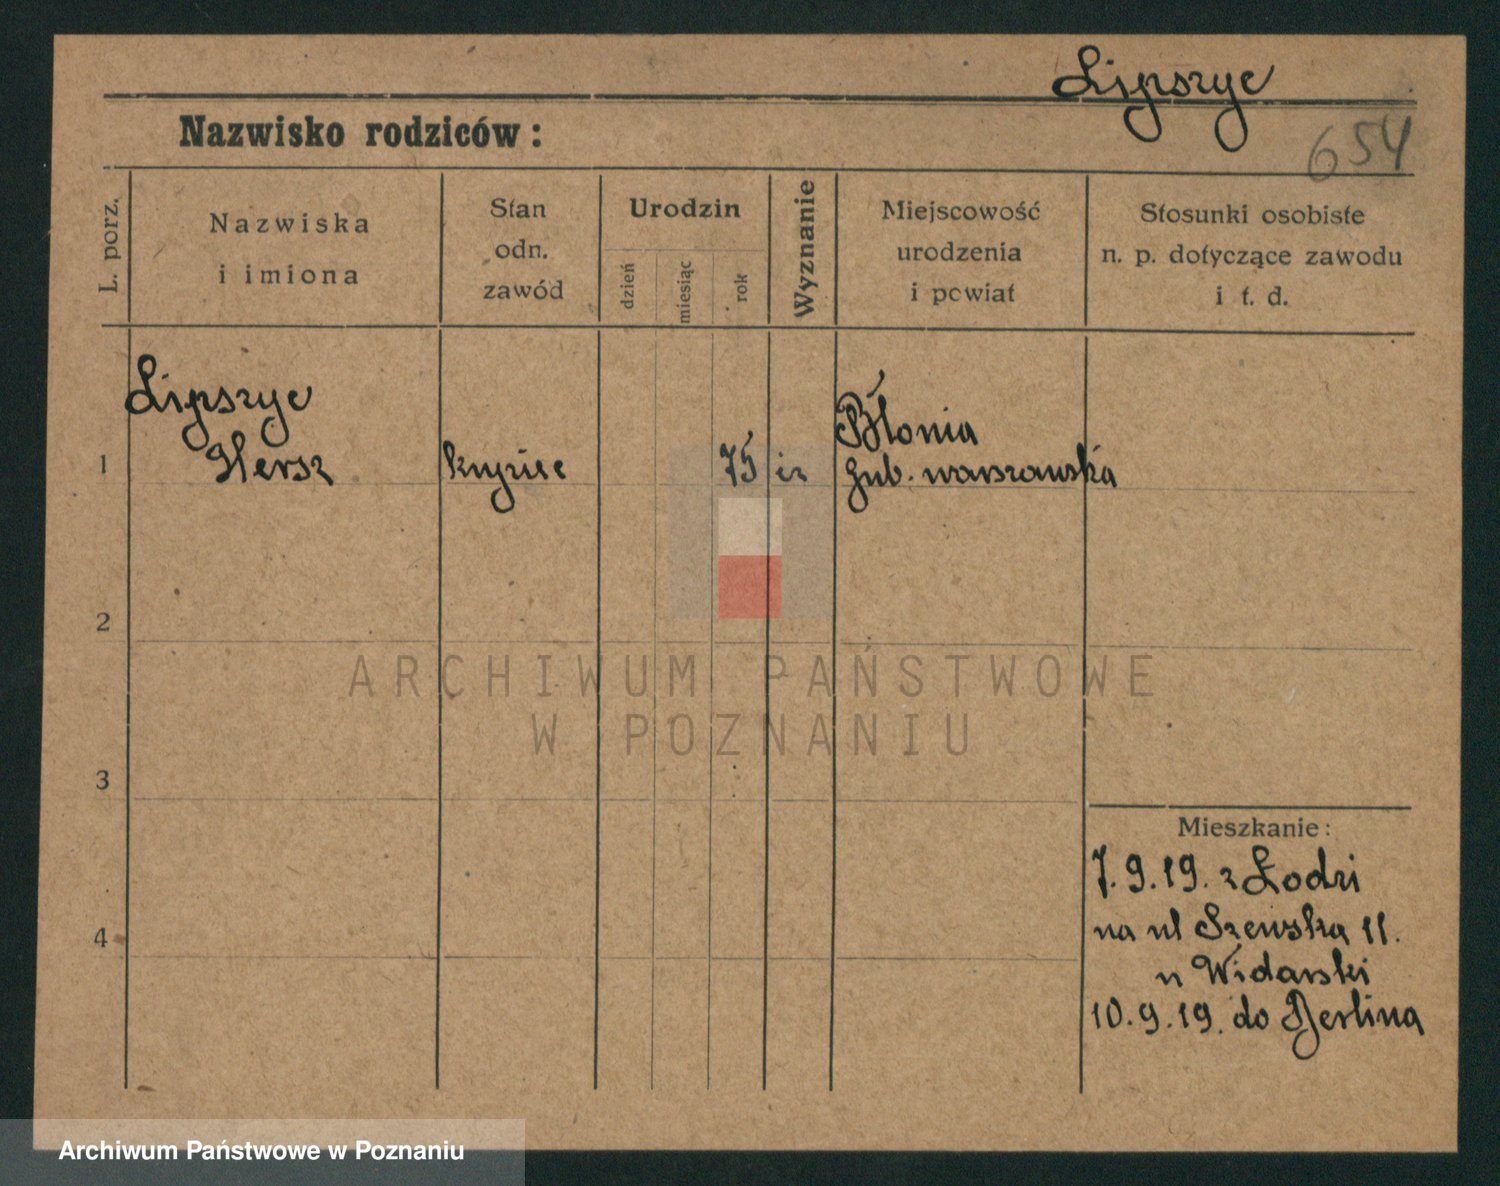 Lipszyc
654
Nazwisko rodziców:
L. porz.
Nazwiska
i imiona
Stan
odn.
zawód
Urodzin
dzień
miesiąc
rok
Wyznanie
Miejscowość
urodzenia
i powiat
Stosunki osobiste
n. p. dotyczące zawodu
i t. d.
Lipszyc
1 Hersz kupiec 75 iz
Błonia
gub. warszawska
2
3
4
Mieszkanie:
7.9.19. z Łodzi
na ul Szewska 11.
u Widawski
10.9.19. do Berlina
ARCHIWUM PAŃSTWOWE
W POZNANIU
Archiwum Państwowe w Poznaniu